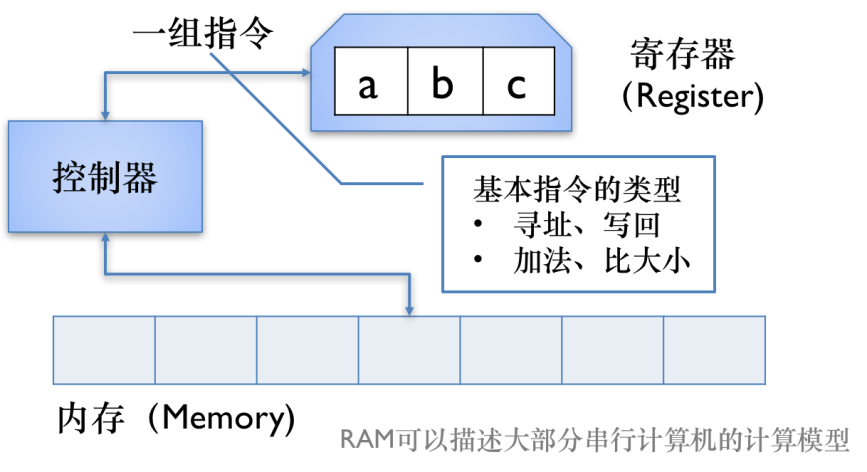 一组指令
a b c
寄存器
（Register)
控制器
基本指令的类型
• 寻址、写回
• 加法、比大小
内存（Memory)
RAM可以描述大部分串行计算机的计算模型